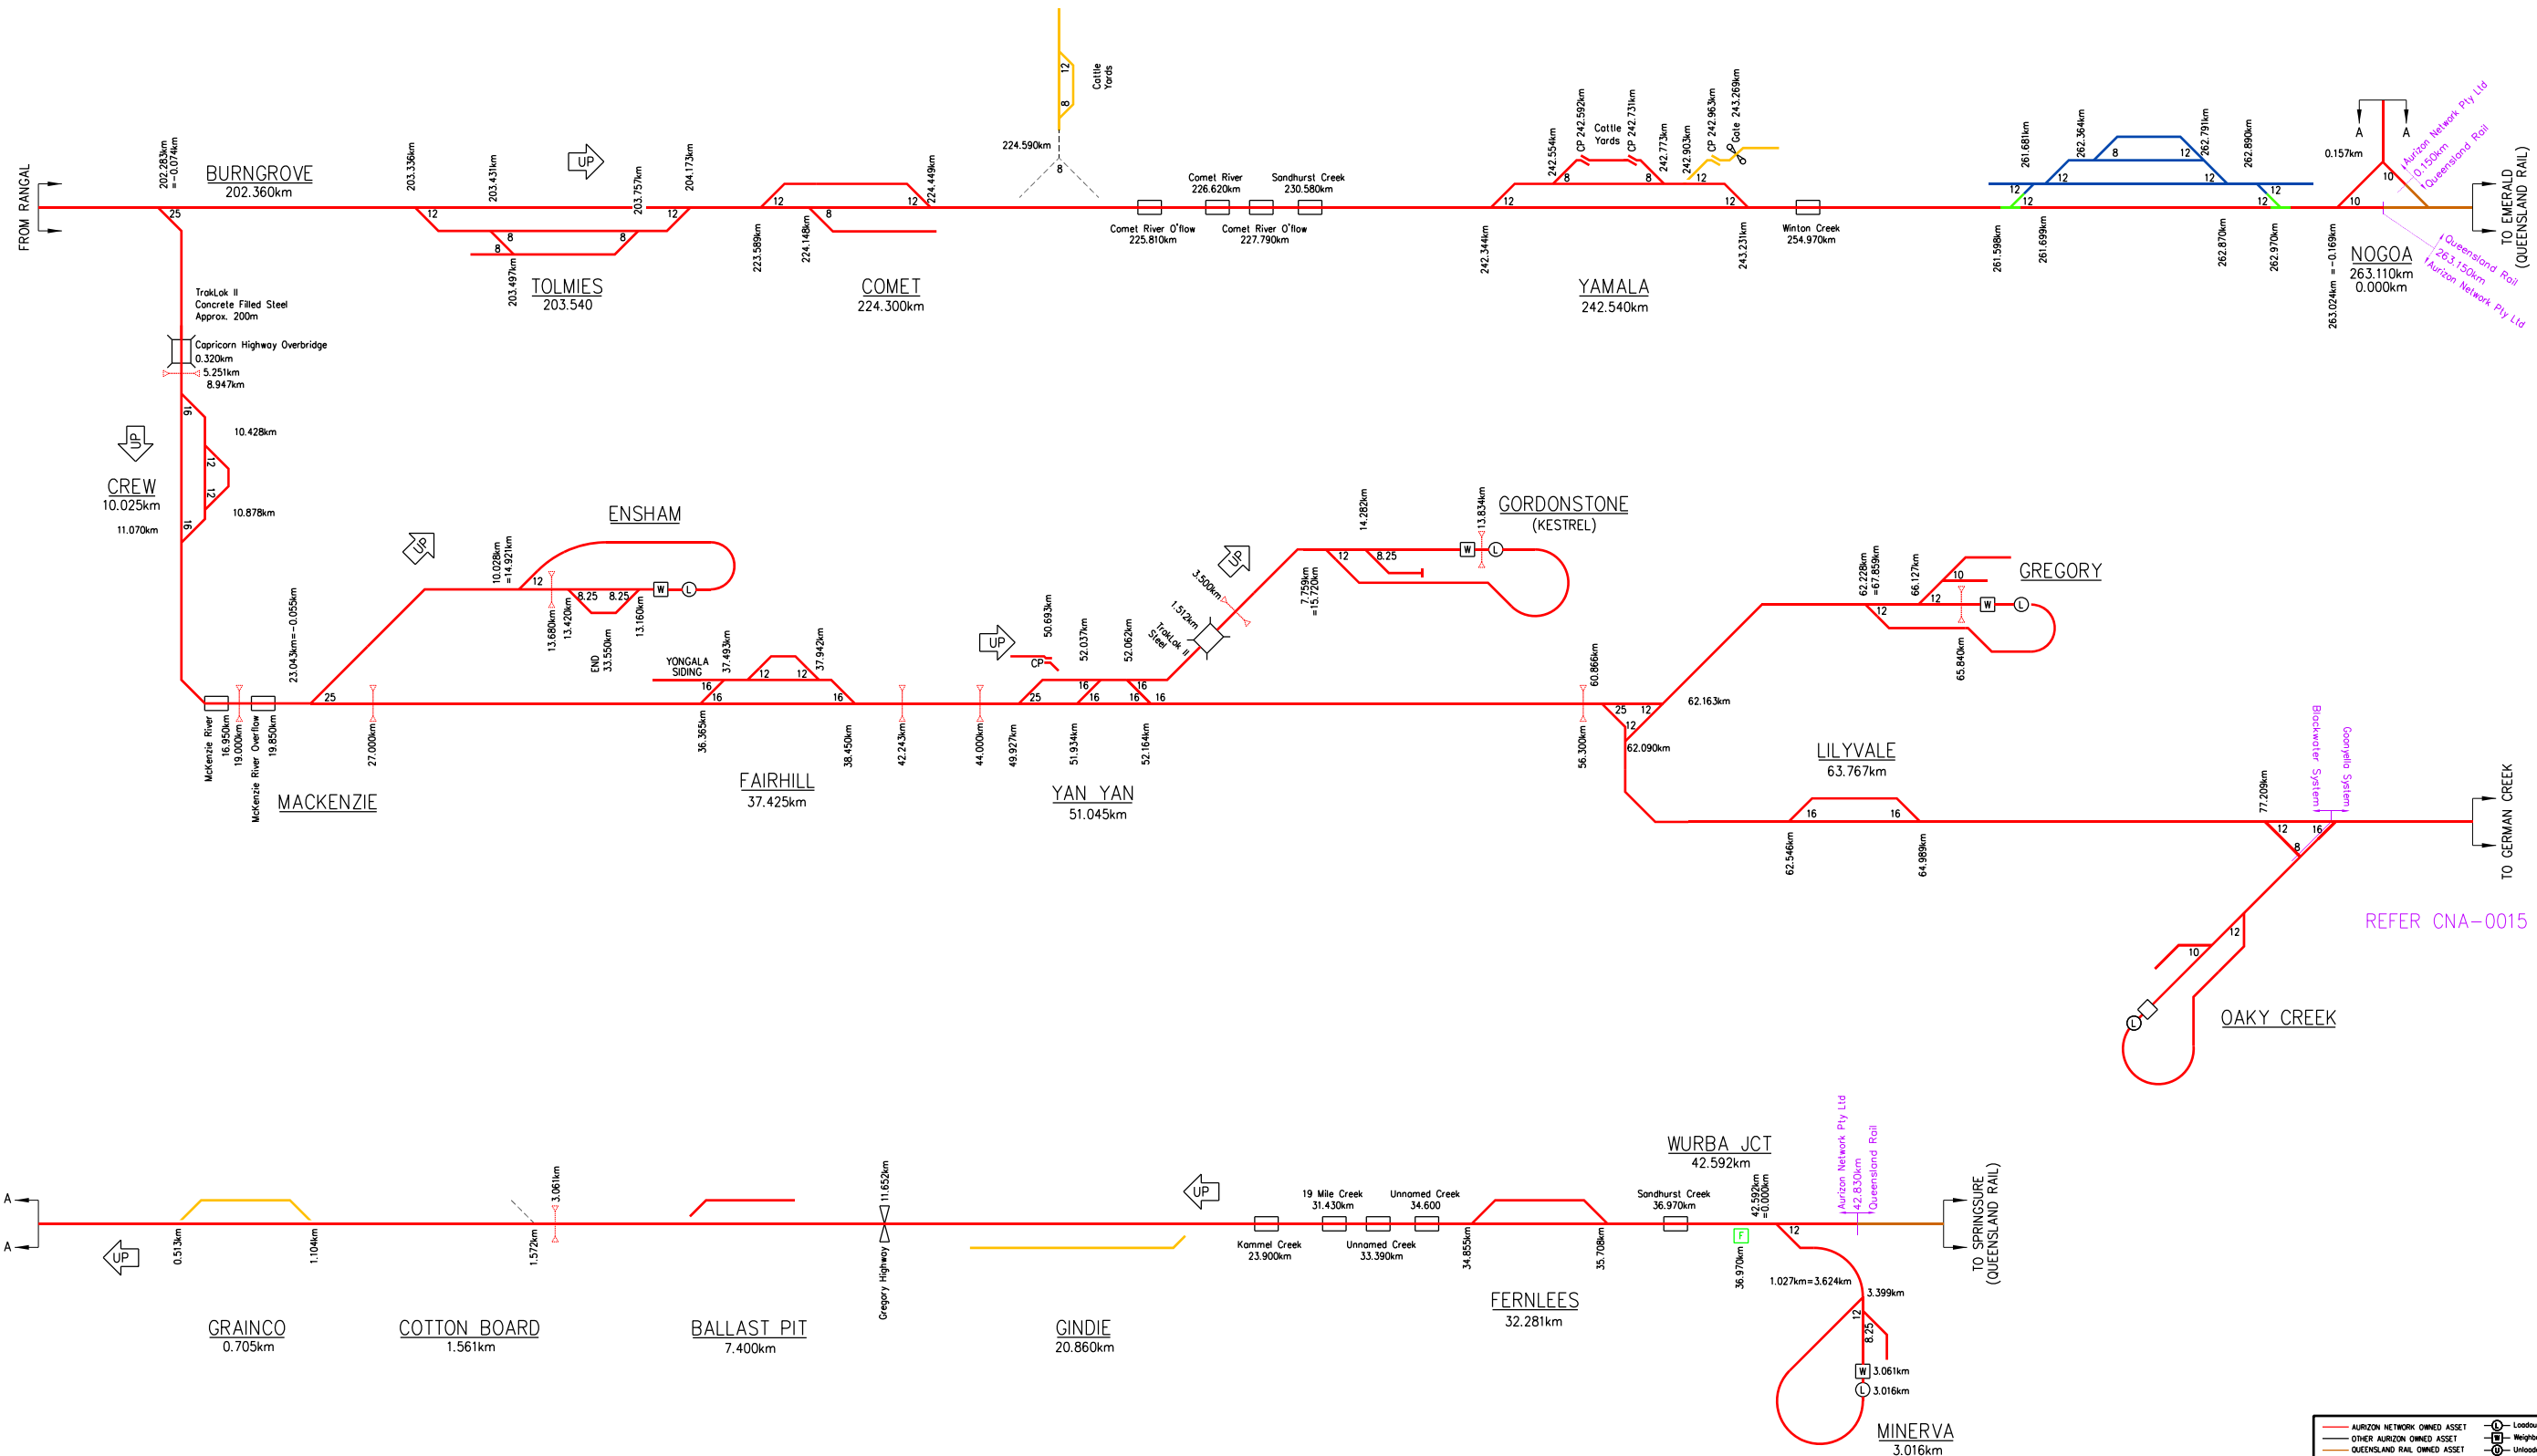 FROM RANGAL
202.283km
=-0.074km
25
BURNGROVE
202.360km
203.336km
12
203.431km
8
8
203.497km
UP
203.757km
8
204.173km
12
TOLMIES
203.540
223.589km
12
224.148km
8
12
224.449km
COMET
224.300km
12
8
Cattle
Yards
224.590km
8
Comet River O'flow
225.810km
Comet River
226.620km
Comet River O'flow
227.790km
Sandhurst Creek
230.580km
242.344km
12
242.554km
8
CP 242.592km
Cattle
Yards
CP 242.731km
8
242.773km
242.903km
12
CP 242.963km
Gate 243.269km
12
243.231km
YAMALA
242.540km
Winton Creek
254.970km
261.598km
12
12
261.681km
261.699km
12
262.364km
8
12
262.791km
12
262.870km
262.890km
12
12
262.970km
263.024km =-0.169km
10
0.157km
A
A
10
Aurizon Network Pty Ltd
0.150km
Queensland Rail
NOGOA
263.110km
0.000km
Queensland Rail
263.150km
Aurizon Network Pty Ltd
TO EMERALD
(QUEENSLAND RAIL)
TrakLok II
Concrete Filled Steel
Approx. 200m
Capricorn Highway Overbridge
0.320km
5.251km
8.947km
16
10.428km
12
12
UP
CREW
10.025km
10.878km
16
11.070km
McKenzie River
16.950km
19.000km
McKenzie River Overflow
19.850km
23.043km=-0.055km
25
27.000km
MACKENZIE
UP
ENSHAM
10.028km
=14.921km
12
13.680km
13.420km
8.25
8.25
END
33.550km
13.160km
W
L
YONGALA
SIDING
16
16
36.365km
37.493km
12
12
37.942km
16
38.450km
FAIRHILL
37.425km
42.243km
44.000km
UP
50.693km
CP
49.927km
25
52.037km
16
16
51.934km
52.062km
16
16
16
52.164km
YAN YAN
51.045km
TrakLok II
Steel
1.512km
3.500km
UP
7.759km
=15.720km
12
14.282km
8.25
13.834km
W
L
GORDONSTONE
(KESTREL)
56.300km
60.866km
25
12
12
62.090km
62.163km
62.228km
=67.859km
12
66.127km
12
10
65.840km
W
L
GREGORY
LILYVALE
63.767km
62.546km
16
16
64.989km
77.209km
12
16
8
Blackwater System
Goonyella System
TO GERMAN CREEK
REFER CNA-0015
12
10
L
OAKY CREEK
A
A
UP
0.513km
1.104km
GRAINCO
0.705km
1.572km
3.061km
COTTON BOARD
1.561km
BALLAST PIT
7.400km
Gregory Highway
11.652km
GINDIE
20.860km
UP
Kammel Creek
23.900km
19 Mile Creek
31.430km
Unnamed Creek
33.390km
Unnamed Creek
34.600
34.855km
35.708km
FERNLEES
32.281km
Sandhurst Creek
36.970km
WURBA JCT
42.592km
F
36.970km
42.592km
=0.000km
12
Aurizon Network Pty Ltd
42.830km
Queensland Rail
TO SPRINGSURE
(QUEENSLAND RAIL)
1.027km=3.624km
3.399km
12
8.25
W
3.061km
L
3.016km
MINERVA
3.016km
AURIZON NETWORK OWNED ASSET
L
OTHER AURIZON OWNED ASSET
W
QUEENSLAND RAIL OWNED ASSET
U